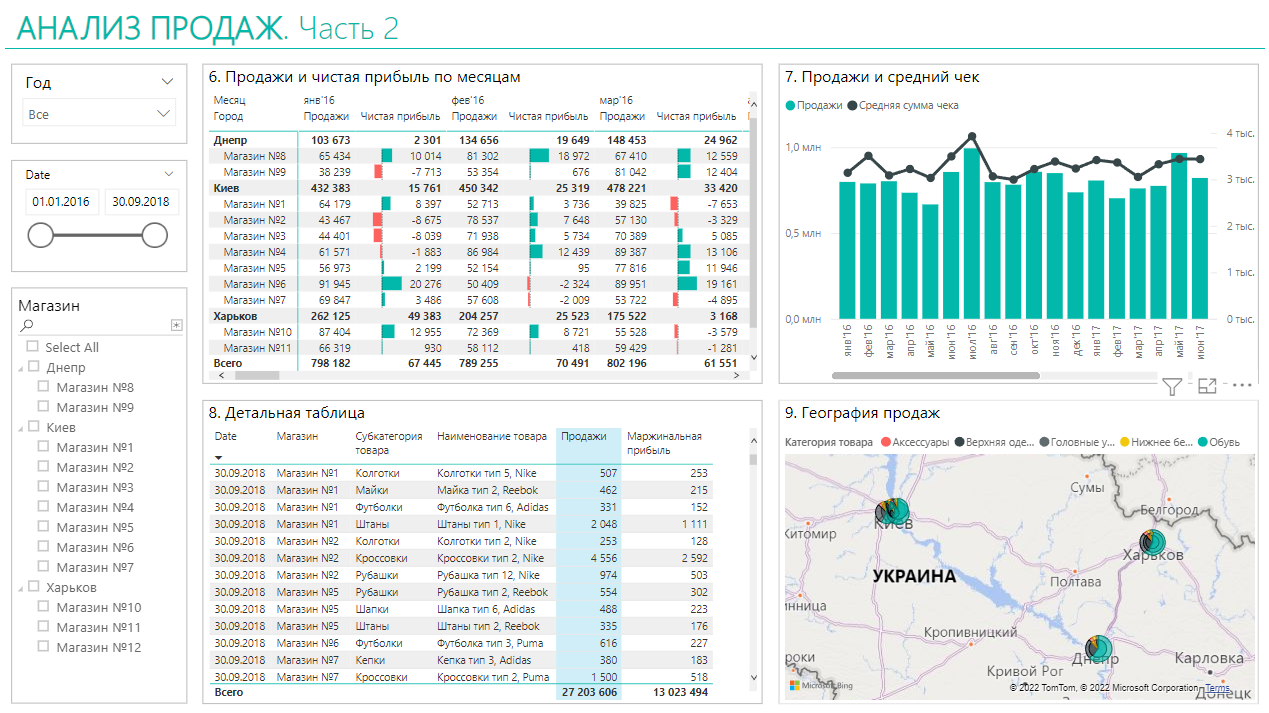 АНАЛИЗ ПРОДАЖ. Часть 2
Год
Все
Date
01.01.2016 30.09.2018
Магазин
Select All
Днепр
Магазин №8
Магазин №9
Киев
Магазин №1
Магазин №2
Магазин №3
Магазин №4
Магазин №5
Магазин №6
Магазин №7
Харьков
Магазин №10
Магазин №11
Магазин №12
6. Продажи и чистая прибыль по месяцам
Месяц янв'16 фев'16 мар'16
Город Продажи Чистая прибыль Продажи Чистая прибыль Продажи Чистая прибыль
Днепр 103 673 2 301 134 656 19 649 148 453 24 962
Магазин №8 65 434 10 014 81 302 18 972 67 410 12 559
Магазин №9 38 239 -7 713 53 354 676 81 042 12 404
Киев 432 383 15 761 450 342 25 319 478 221 33 420
Магазин №1 64 179 8 397 52 713 3 736 39 825 -7 653
Магазин №2 43 467 -8 675 78 537 7 648 57 130 -3 329
Магазин №3 44 401 -8 039 71 938 5 734 70 389 5 085
Магазин №4 61 571 -1 883 86 984 12 439 89 387 13 106
Магазин №5 56 973 2 199 52 154 95 77 816 11 946
Магазин №6 91 945 20 276 50 409 -2 324 89 951 19 161
Магазин №7 69 847 3 486 57 608 -2 009 53 722 -4 895
Харьков 262 125 49 383 204 257 25 523 175 522 3 168
Магазин №10 87 404 12 955 72 369 8 721 55 528 -3 579
Магазин №11 66 319 930 58 112 418 59 429 -1 281
Всего 798 182 67 445 789 255 70 491 802 196 61 551
7. Продажи и средний чек
Продажи Средняя сумма чека
1,0 млн
0,5 млн
0,0 млн
4 тыс.
3 тыс.
2 тыс.
1 тыс.
0 тыс.
янв'16 фев'16 мар'16 апр'16 май'16 июн'16 июл'16 авг'16 сен'16 окт'16 ноя'16 дек'16 янв'17 фев'17 мар'17 апр'17 май'17 июн'17
8. Детальная таблица
Date Магазин Субкатегория товара Наименование товара Продажи Маржинальная прибыль
30.09.2018 Магазин №1 Колготки Колготки тип 5, Nike 507 253
30.09.2018 Магазин №1 Майки Майка тип 2, Reebok 462 215
30.09.2018 Магазин №1 Футболки Футболка тип 6, Adidas 331 152
30.09.2018 Магазин №1 Штаны Штаны тип 1, Nike 2 048 1 111
30.09.2018 Магазин №2 Колготки Колготки тип 2, Nike 253 128
30.09.2018 Магазин №2 Кроссовки Кроссовки тип 2, Nike 4 556 2 592
30.09.2018 Магазин №2 Рубашки Рубашка тип 12, Nike 974 503
30.09.2018 Магазин №5 Рубашки Рубашка тип 2, Reebok 554 302
30.09.2018 Магазин №5 Шапки Шапка тип 6, Adidas 488 223
30.09.2018 Магазин №5 Штаны Штаны тип 2, Reebok 335 176
30.09.2018 Магазин №6 Футболки Футболка тип 3, Puma 616 227
30.09.2018 Магазин №7 Кепки Кепка тип 3, Adidas 380 183
30.09.2018 Магазин №7 Кроссовки Кроссовки тип 2, Puma 1 500 518
Всего 27 203 606 13 023 494
9. География продаж
Категория товара Аксессуары Верхняя оде... Головные у... Нижнее бе... Обувь
Сумы
Белгород
Киев
Китомир
Харьков
УКРАИНА
Полтава
инница
Кропивницкий
Днепр
Карловка
роки
Кривой Рог
Донецк
Microsoft Bing
© 2022 TomTom, © 2022 Microsoft Corporation Terms